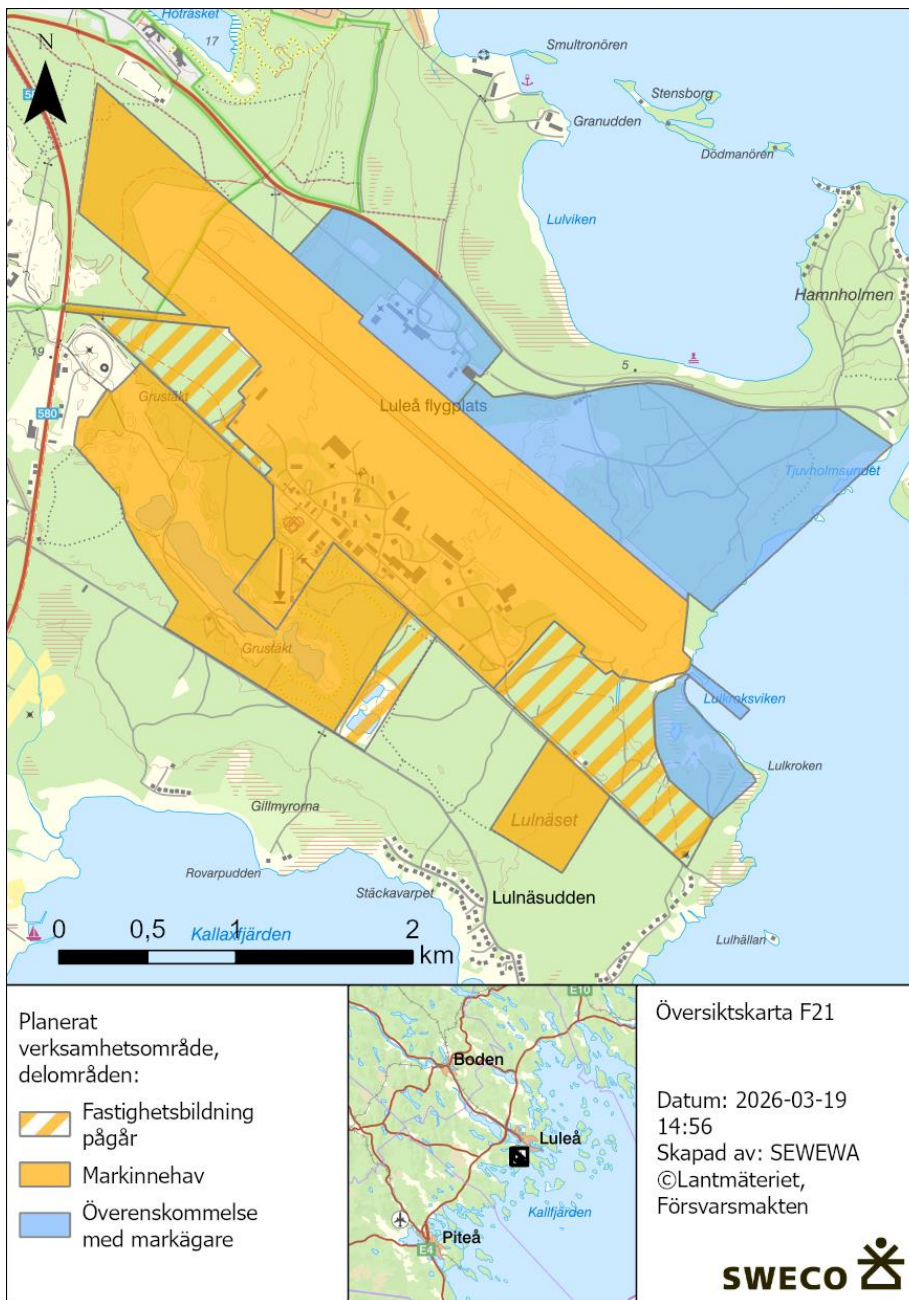 Hötrasket
17
N
Smultronören
Stensborg
Granudden
Dödmanören
Lulviken
Hamnholmen
5
19
Grustäkt
580
Luleå flygplats
Tjuvholmsundet
Grustäkt
Lulkroksviken
Lulkroken
Gillmyrorna
Lulnäset
Rovarpudden
Stäckavarpet
Lulnäsudden
0 0,5 1 2
km
Kallaxfjärden
Lulhällan
Planerat
verksamhetsområde,
delområden:
Fastighetsbildning
pågår
Markinnehav
Överenskommelse
med markägare
E10
Boden
Luleå
Kallfjärden
Piteå
E4
Översiktskarta F21
Datum: 2026-03-19
14:56
Skapad av: SEWEWA
©Lantmäteriet,
Försvarsmakten
SWECO